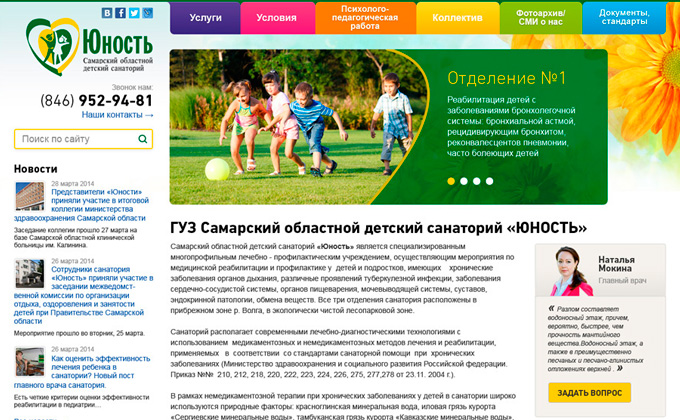 Услуги
Условия
Психолого-
педагогическая
работа
Коллектив
Фотоархив/
СМИ о нас
Документы,
стандарты
ЮНОСТЬ
Самарский областной
детский санаторий
Звонок нам:
(846) 952-94-81
Наши контакты →
Поиск по сайту
Отделение №1
Реабилитация детей с
заболеваниями бронхолегочной
системы: бронхиальной астмой,
рецидивирующим бронхитом,
реконвалесцентов пневмонии,
часто болеющих детей
Новости
28 марта 2014
Представители «Юности»
приняли участие в итоговой
коллегии министерства
здравоохранения Самарской области
Заседание коллегии прошло 27 марта на
базе Самарской областной клинической
больницы им. Калинина.
26 марта 2014
Сотрудники санатория
«Юность» приняли участие в
заседании межведомст-
венной комиссии по организации
отдыха, оздоровления и занятости
детей при Правительстве Самарской
области
Мероприятие прошло во вторник, 25 марта.
26 марта 2014
Как оценить эффективность
лечения ребенка в
санатории? Новый пост
главного врача санатория.
Есть четкие критерии оценки эффективности
реабилитации в педиатрии…
ГУЗ Самарский областной детский санаторий «ЮНОСТЬ»
Самарский областной детский санаторий «Юность» является специализированным
многопрофильным лечебно - профилактическим учреждением, осуществляющим мероприятия по
медицинской реабилитации и профилактике у детей и подростков, имеющих хронические
заболевания органов дыхания, различные проявления туберкулезной инфекции, заболевания
сердечно-сосудистой системы, органов пищеварения, мочевыводящей системы, суставов,
эндокринной патологии, обмена веществ. Все три отделения санатория расположены в
прибрежном зоне р. Волга, в экологически чистой лесопарковой зоне.
Санаторий располагает современными лечебно-диагностическими технологиями с
использованием медикаментозных и немедикаментозных методов лечения и реабилитации,
применяемых в соответствии со стандартами санаторной помощи при хронических
заболеваниях (Министерство здравоохранения и социального развития Российской федерации.
Приказ №№ 210, 212, 218, 220, 222, 223, 224, 226, 275, 277,278 от 23.11. 2004 г.).
В рамках немедикаментозной терапии при хронических заболеваниях у детей в санатории широко
используются природные факторы: красноглинская минеральная вода, иловая грязь курорта
«Сергиевские минеральные воды», тамбуканская грязь курорта «Кавказские минеральные воды».
Наталья
Мокина
Главный врач
« Разлом составляет
водоносный этаж, причем,
вероятно, быстрее, чем
прочность мантийного
вещества.Водоносный этаж, а
также в преимущественно
песчаных и песчано-глинистых
отложениях верхней . »
ЗАДАТЬ ВОПРОС